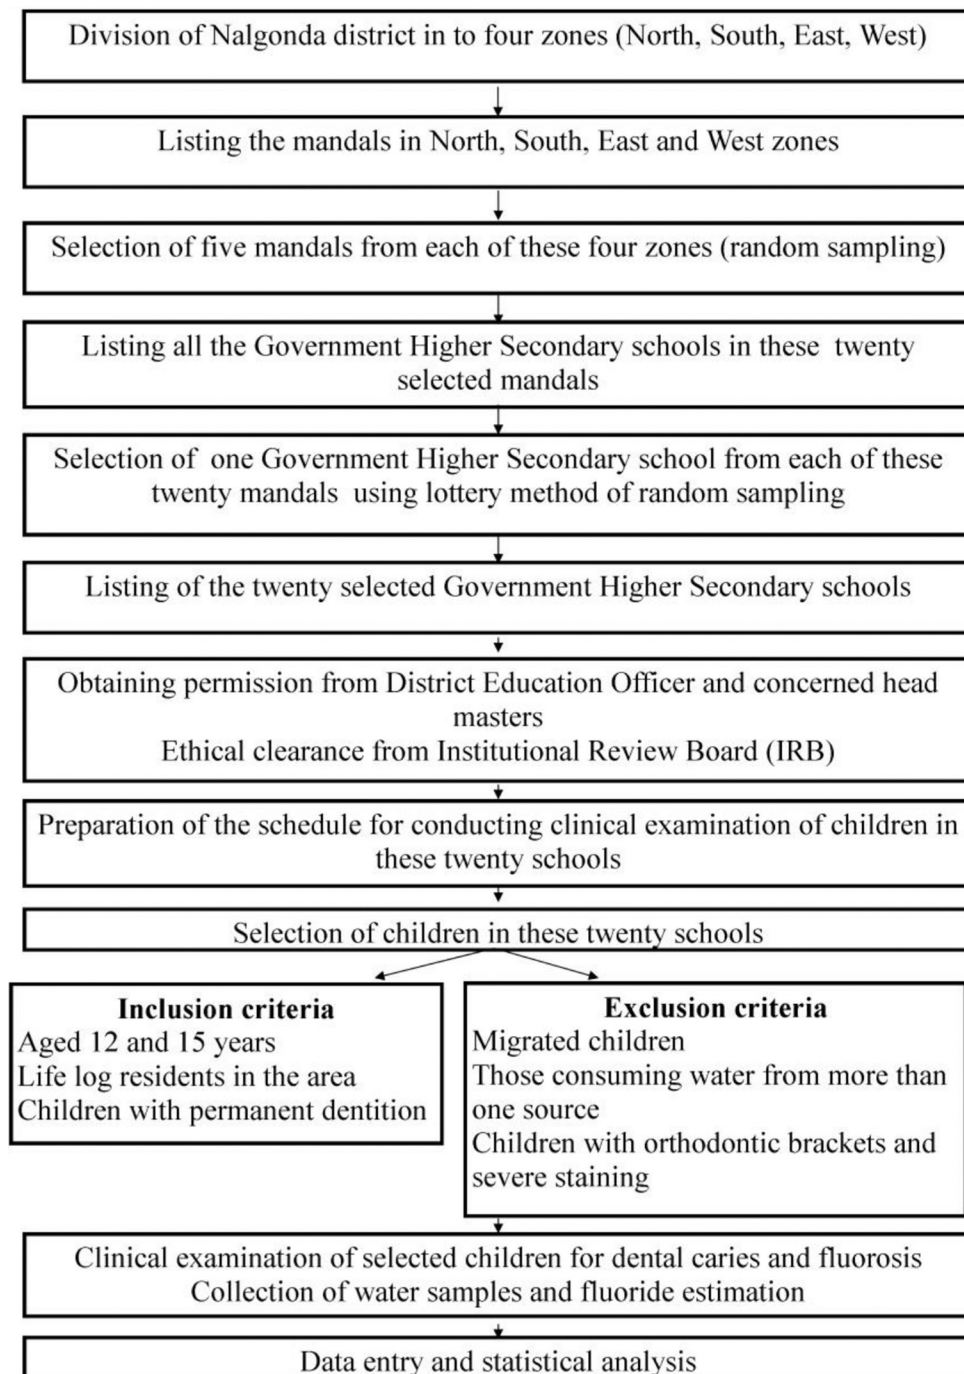 Division of Nalgonda district in to four zones (North, South, East, West)
Listing the mandals in North, South, East and West zones
Selection of five mandals from each of these four zones (random sampling)
Listing all the Government Higher Secondary schools in these twenty
selected mandals
Selection of one Government Higher Secondary school from each of these
twenty mandals using lottery method of random sampling
Listing of the twenty selected Government Higher Secondary schools
Obtaining permission from District Education Officer and concerned head
masters
Ethical clearance from Institutional Review Board (IRB)
Preparation of the schedule for conducting clinical examination of children in
these twenty schools
Selection of children in these twenty schools
Inclusion criteria
Aged 12 and 15 years
Life log residents in the area
Children with permanent dentition
Exclusion criteria
Migrated children
Those consuming water from more than
one source
Children with orthodontic brackets and
severe staining
Clinical examination of selected children for dental caries and fluorosis
Collection of water samples and fluoride estimation
Data entry and statistical analysis